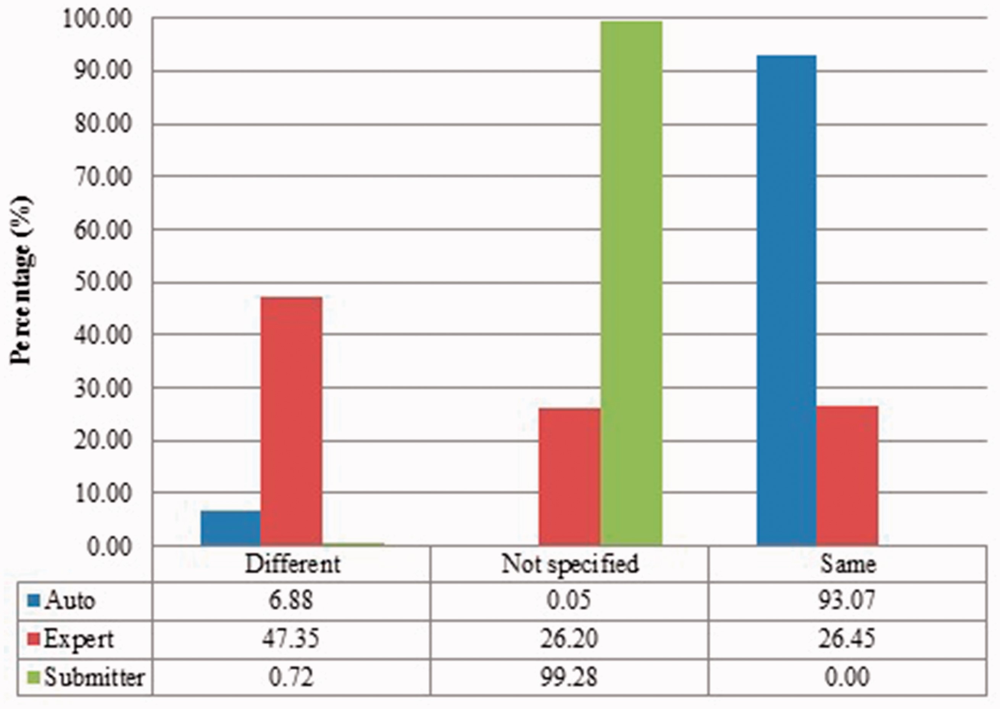 Percentage (%)
100.00
90.00
80.00
70.00
60.00
50.00
40.00
30.00
20.00
10.00
0.00
Different Not specified Same
Auto 6.88 0.05 93.07
Expert 47.35 26.20 26.45
Submitter 0.72 99.28 0.00